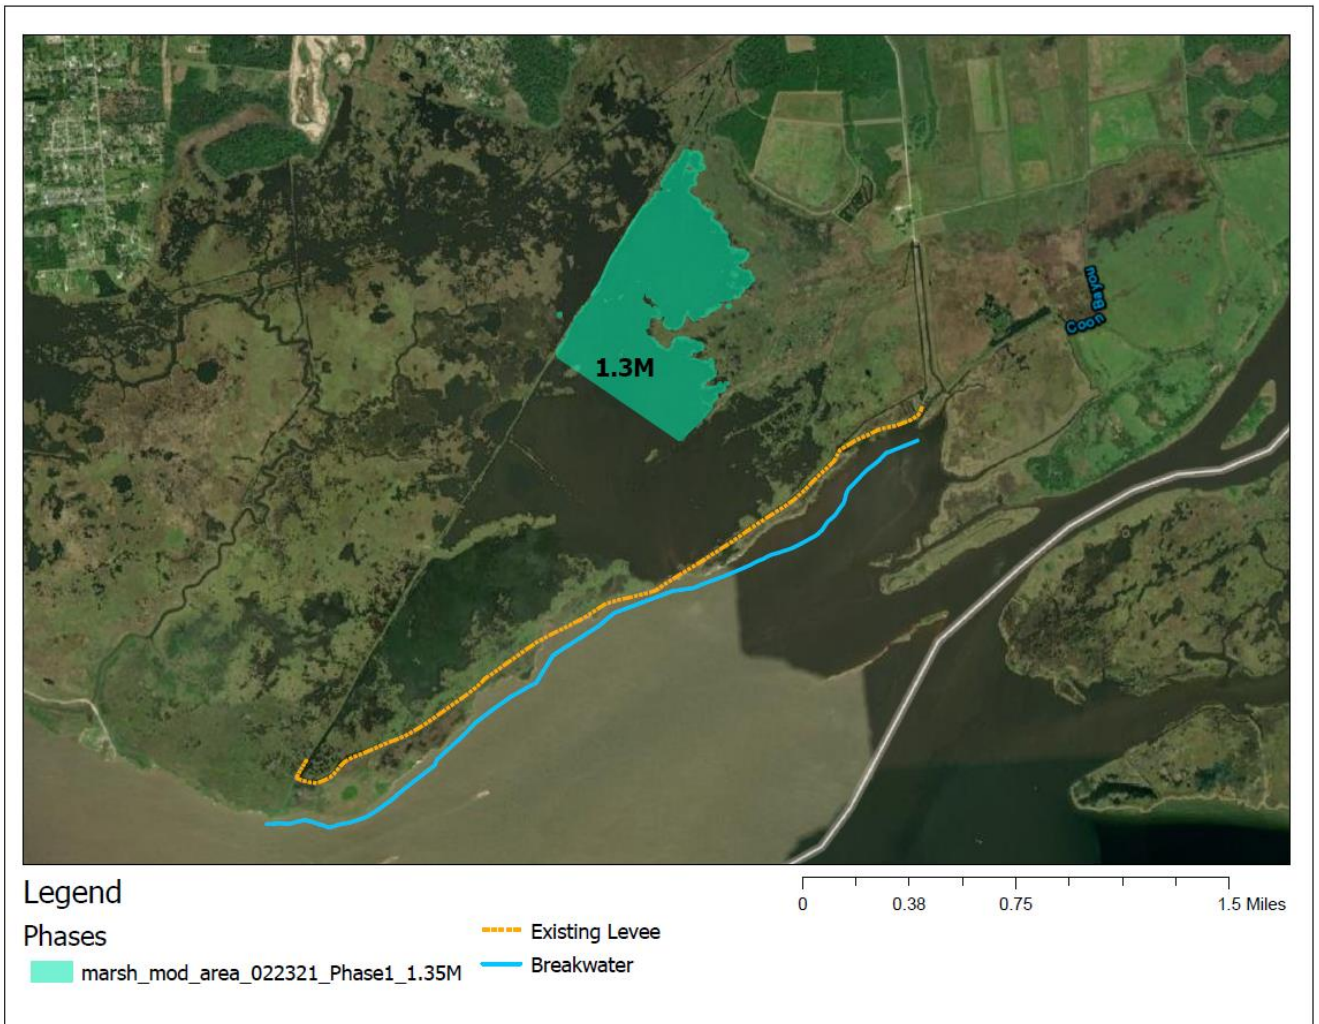 1.3M
Coon Bayou
Legend
Phases
marsh_mod_area_022321_Phase1_1.35M
Existing Levee
Breakwater
0 0.38 0.75 1.5 Miles